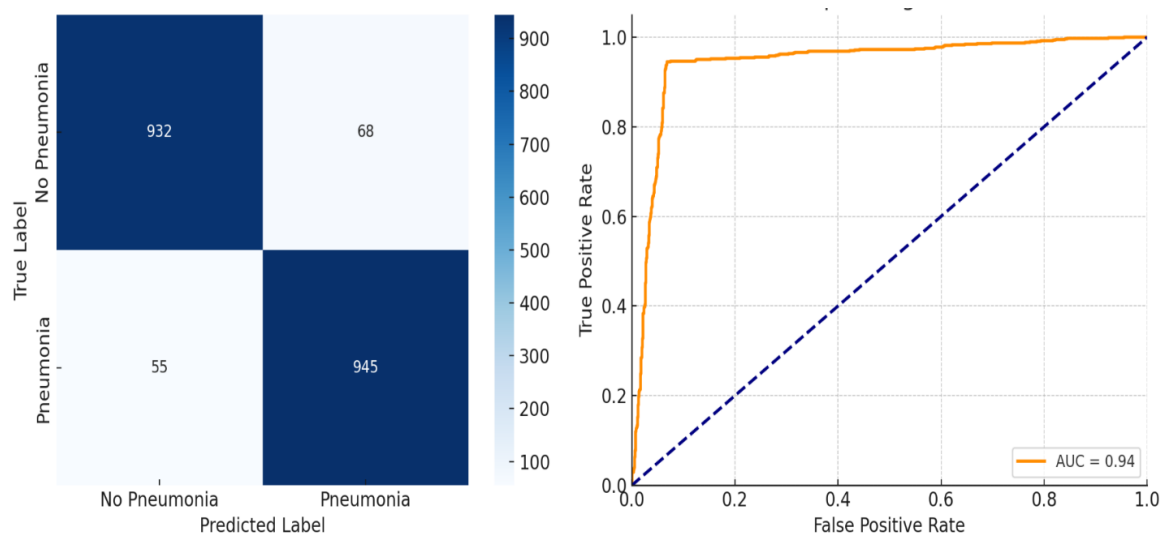 True Label
No Pneumonia
Pneumonia
932
68
55
945
No Pneumonia
Pneumonia
Predicted Label
900
800
700
600
500
400
300
200
100
True Positive Rate
1.0
0.8
0.6
0.4
0.2
0.0
0.0
0.2
0.4
0.6
0.8
1.0
False Positive Rate
AUC = 0.94